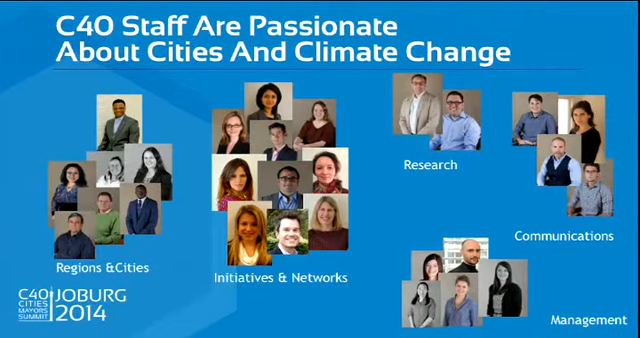 C40 Staff Are Passionate
About Cities And Climate Change
Research
Communications
Regions &Cities
Initiatives & Networks
Management
C40
CITIES
MAYORS
SUMMIT
JOBURG
2014